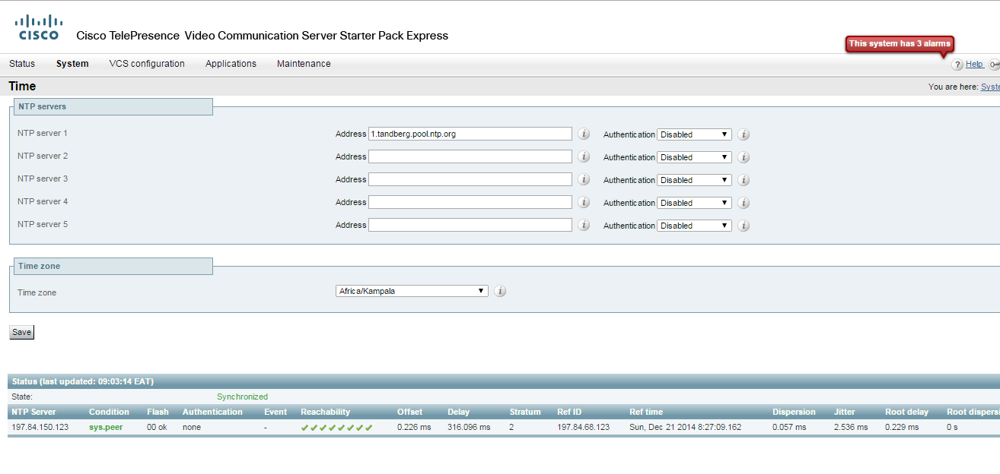 CISCO
Cisco TelePresence Video Communication Server Starter Pack Express
This system has 3 alarms
Status System VCS configuration Applications Maintenance
? Help
Time
You are here: Syste
NTP servers
NTP server 1 Address 1.tandberg.pool.ntp.org i Authentication Disabled i
NTP server 2 Address i Authentication Disabled i
NTP server 3 Address i Authentication Disabled i
NTP server 4 Address i Authentication Disabled i
NTP server 5 Address i Authentication Disabled i
Time zone
Time zone Africa/Kampala i
Save
Status (last updated: 09:03:14 EAT)
State: Synchronized
NTP Server Condition Flash Authentication Event Reachability Offset Delay Stratum Ref ID Ref time Dispersion Jitter Root delay Root dispersi
197.84.150.123 sys.peer 00 ok none - 0.226 ms 316.096 ms 2 197.84.68.123 Sun, Dec 21 2014 8:27:09.162 0.057 ms 2.536 ms 0.229 ms 0 s